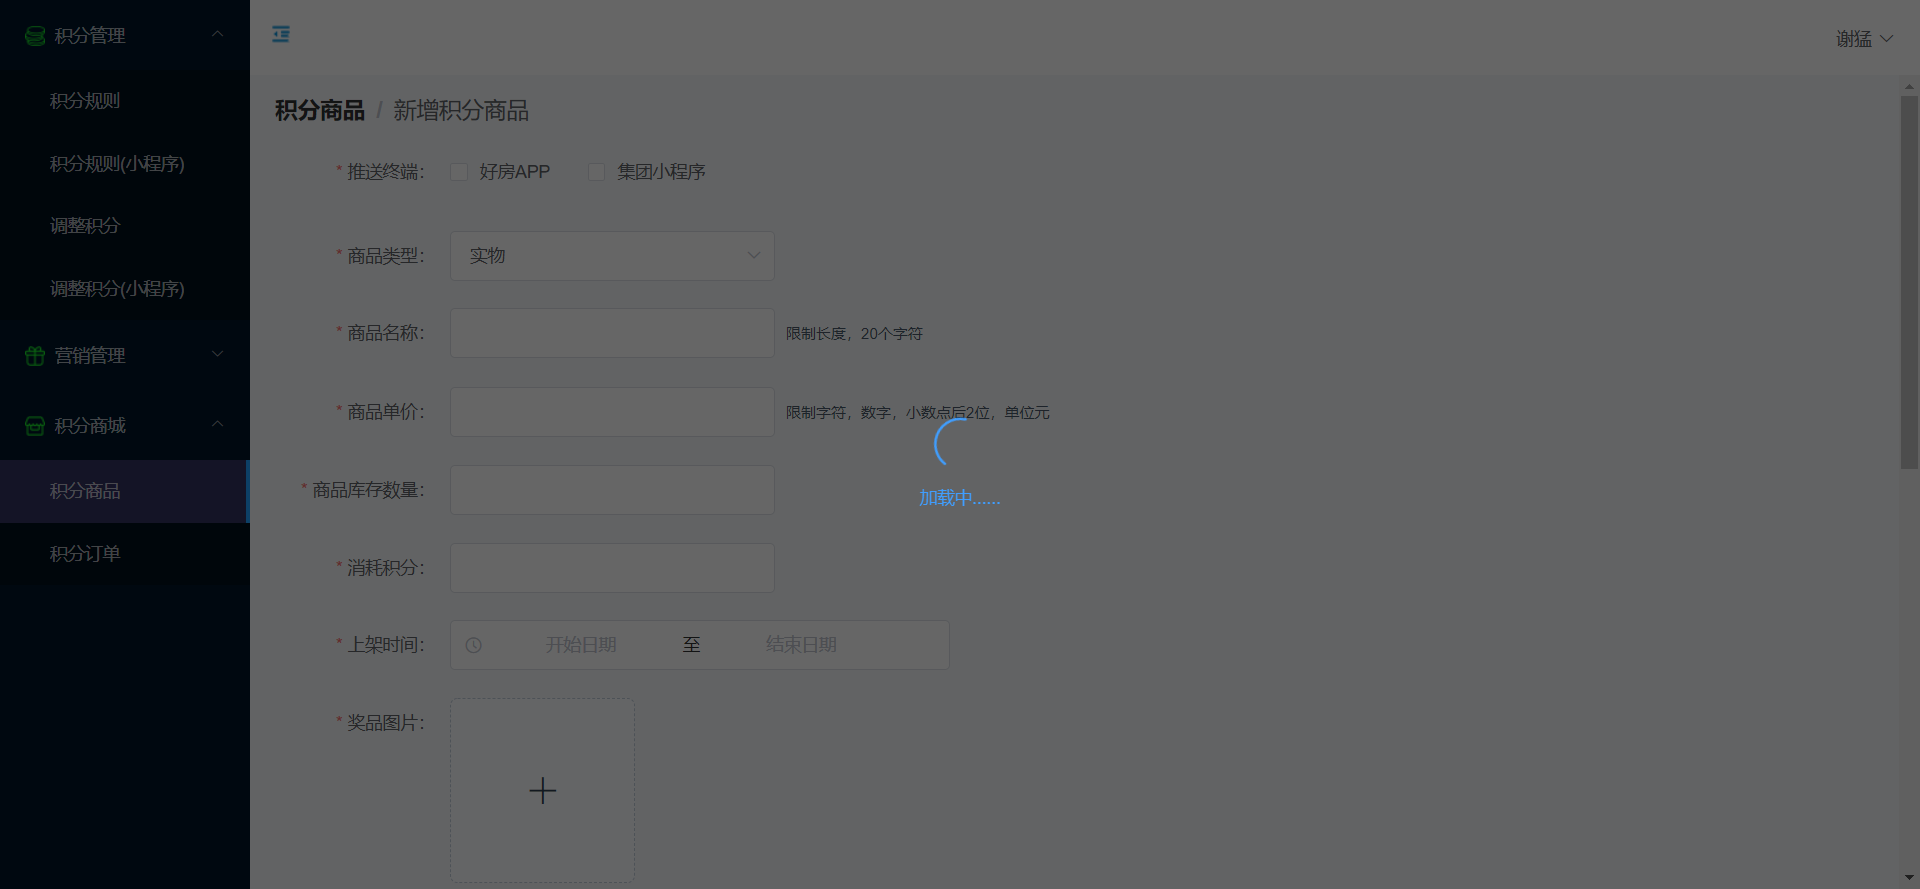 积分管理
积分规则
积分规则(小程序)
调整积分
调整积分(小程序)
营销管理
积分商城
积分商品
积分订单
谢猛
积分商品 / 新增积分商品
* 推送终端： 好房APP 集团小程序
* 商品类型： 实物
* 商品名称： 限制长度，20个字符
* 商品单价： 限制字符，数字，小数点后2位，单位元
* 商品库存数量：
* 消耗积分：
* 上架时间： 开始日期 至 结束日期
* 奖品图片：
加载中......